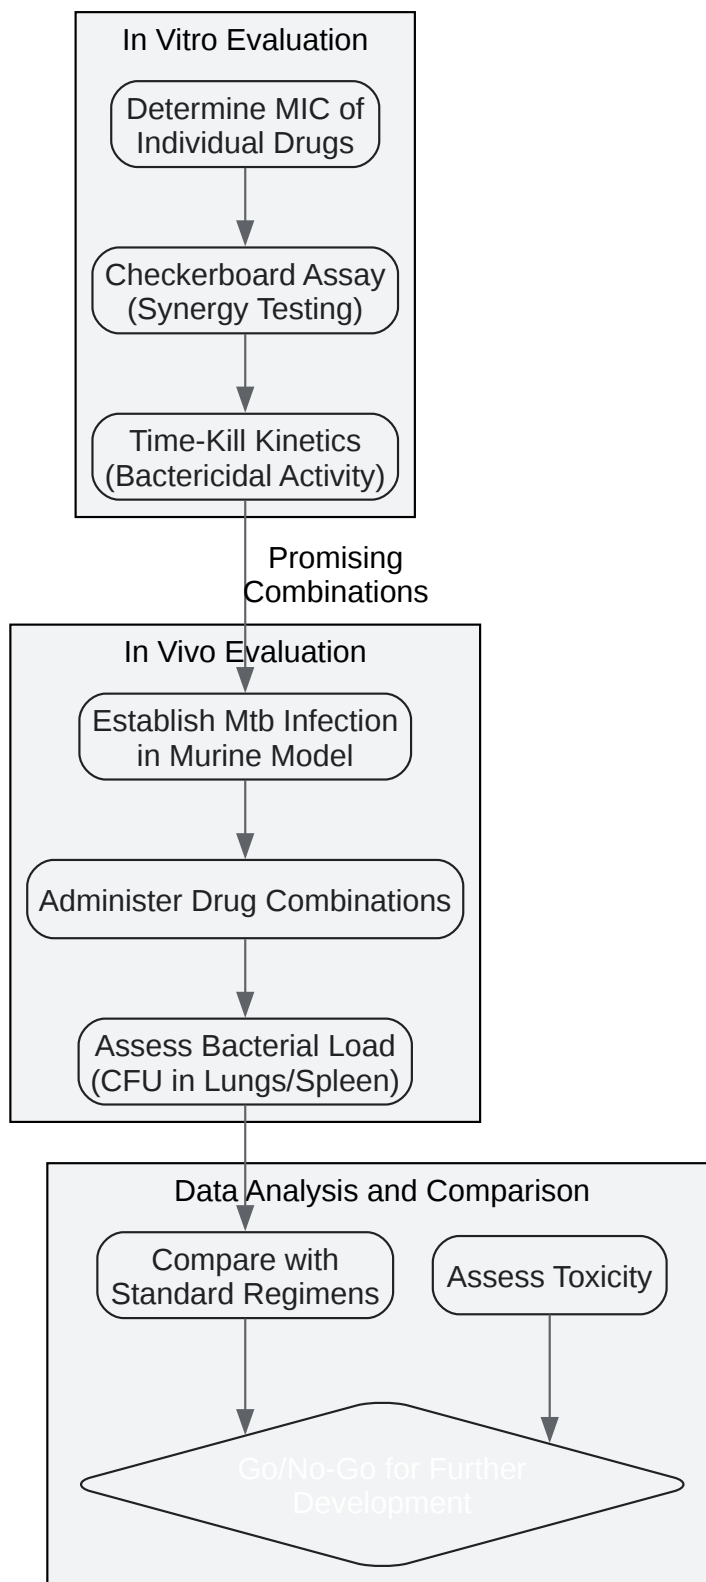 In Vitro Evaluation
Determine MIC of
Individual Drugs
Checkerboard Assay
(Synergy Testing)
Time-Kill Kinetics
(Bactericidal Activity)
Promising
Combinations
In Vivo Evaluation
Establish Mtb Infection
in Murine Model
Administer Drug Combinations
Assess Bacterial Load
(CFU in Lungs/Spleen)
Data Analysis and Comparison
Compare with
Standard Regimens
Assess Toxicity
Go/No-Go for Further
Development